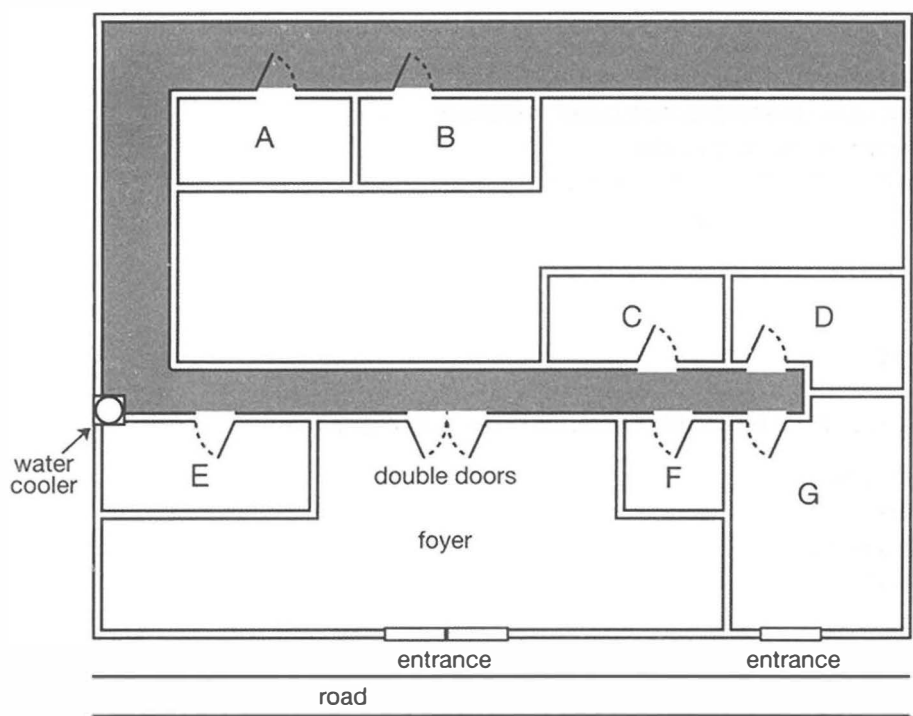 A
B
C
D
E
double doors
F
G
water
cooler
foyer
entrance
entrance
road